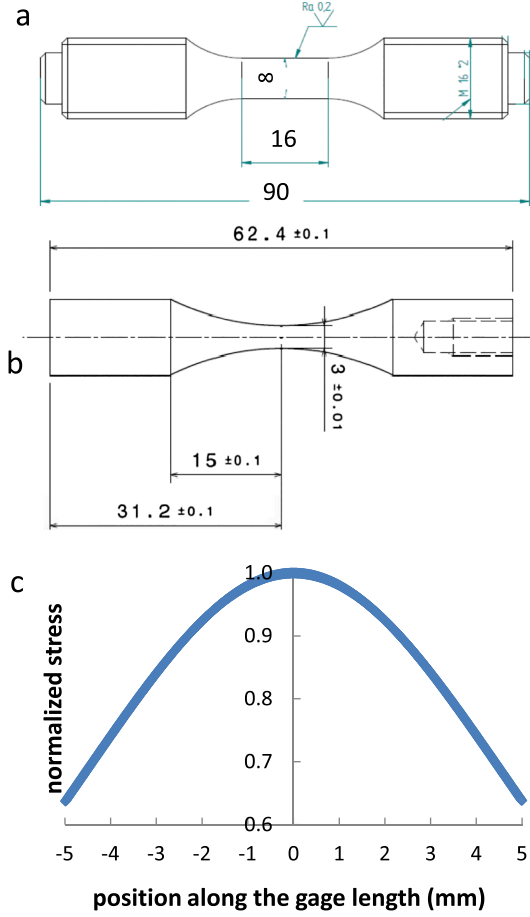 a
Ra 0,2
8
M 16 *2
16
90
62.4 ±0.1
b
3 ±0.01
15 ±0.1
31.2 ±0.1
c
normalized stress
1.0
0.9
0.8
0.7
0.6
-5 -4 -3 -2 -1 0 1 2 3 4 5
position along the gage length (mm)